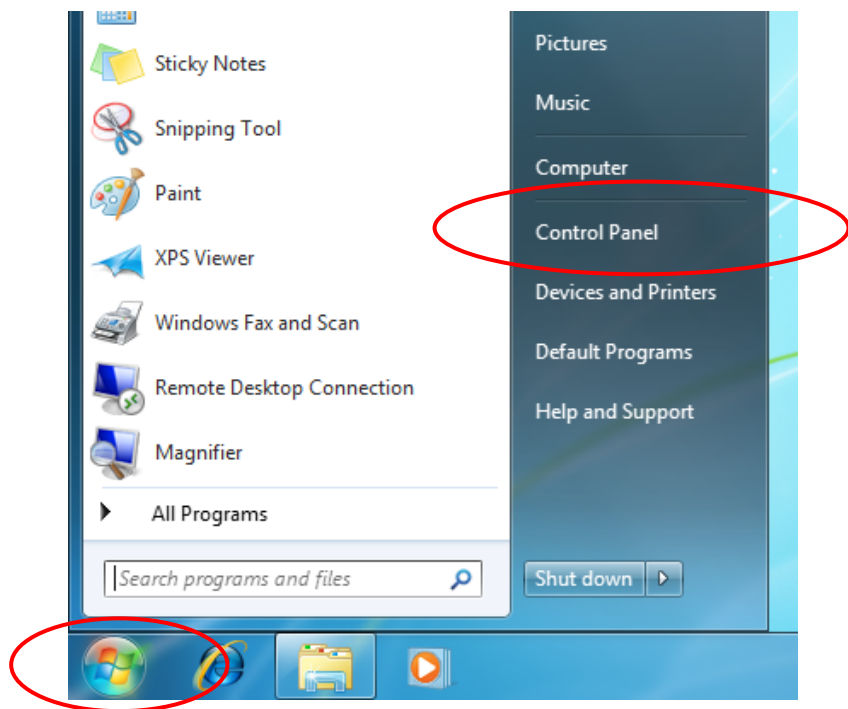 Sticky Notes
Snipping Tool
Paint
XPS Viewer
Windows Fax and Scan
Remote Desktop Connection
Magnifier
All Programs
Search programs and files
Pictures
Music
Computer
Control Panel
Devices and Printers
Default Programs
Help and Support
Shut down